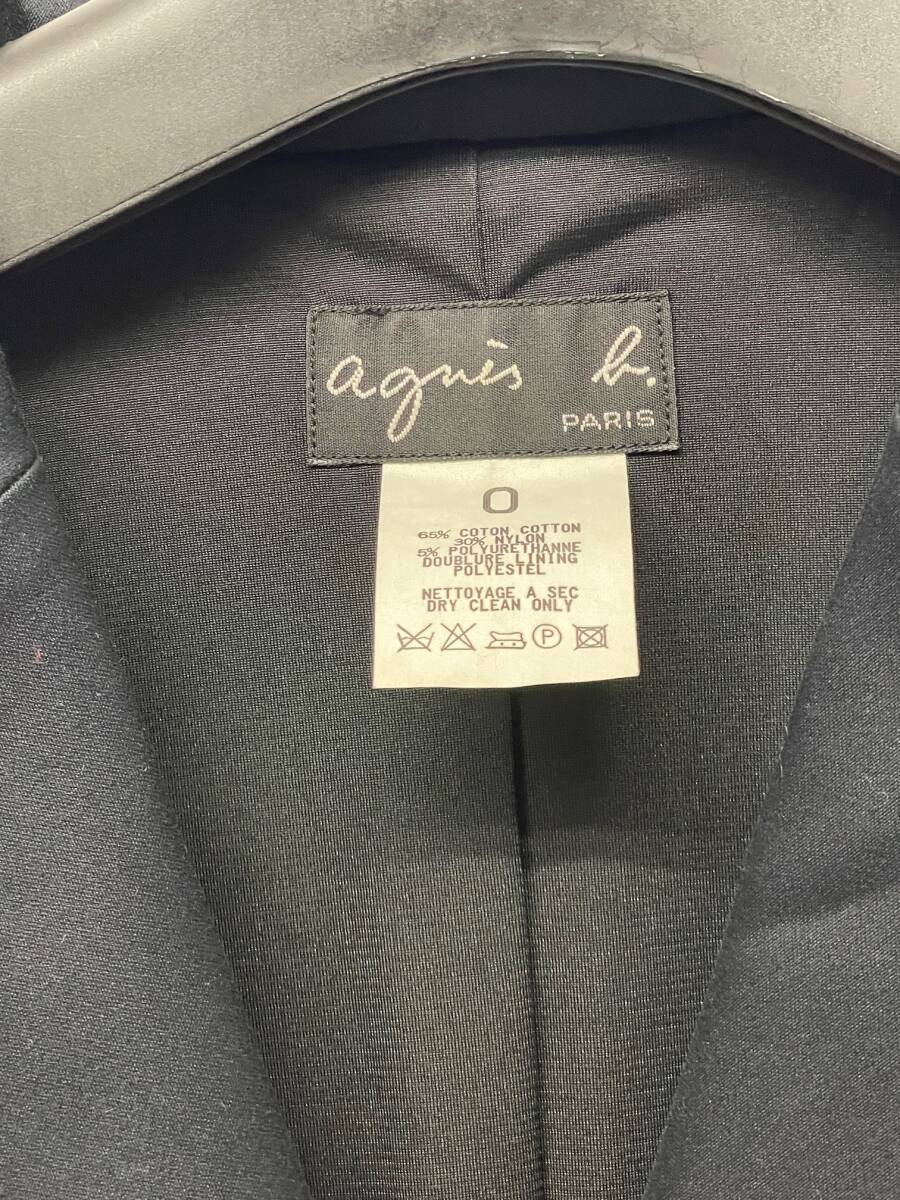 agnès b.
PARIS
0
65% COTON COTTON
30% NYLON
5% POLYURETHANNE
DOUBLURE LINING
POLYESTEL
NETTOYAGE A SEC
DRY CLEAN ONLY
P